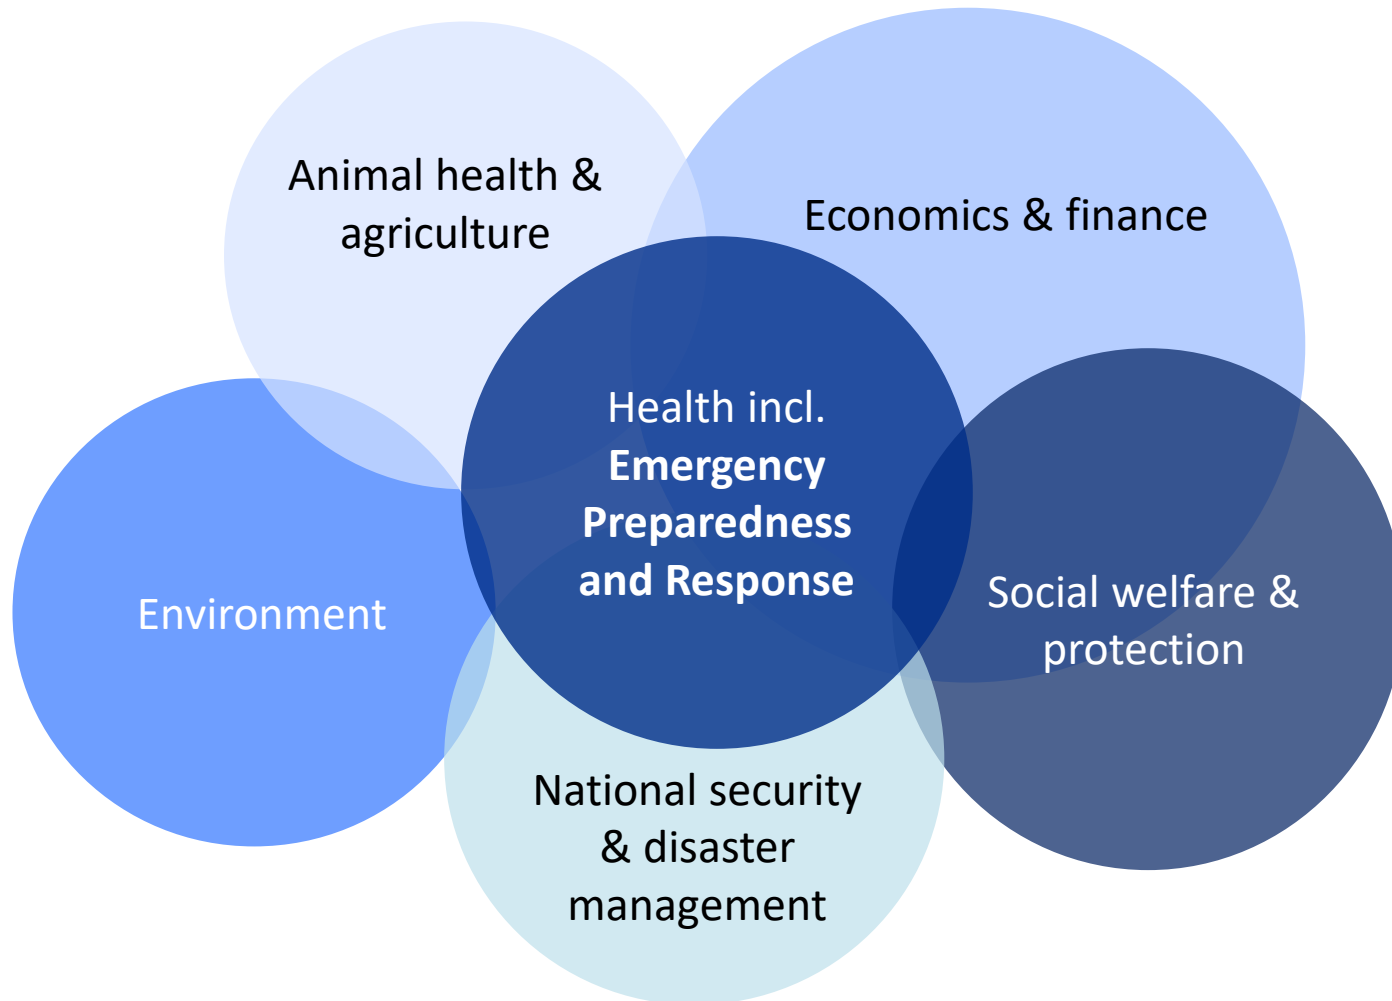 Animal health &
agriculture
Economics & finance
Health incl.
Emergency
Preparedness
and Response
Environment
Social welfare &
protection
National security
& disaster
management